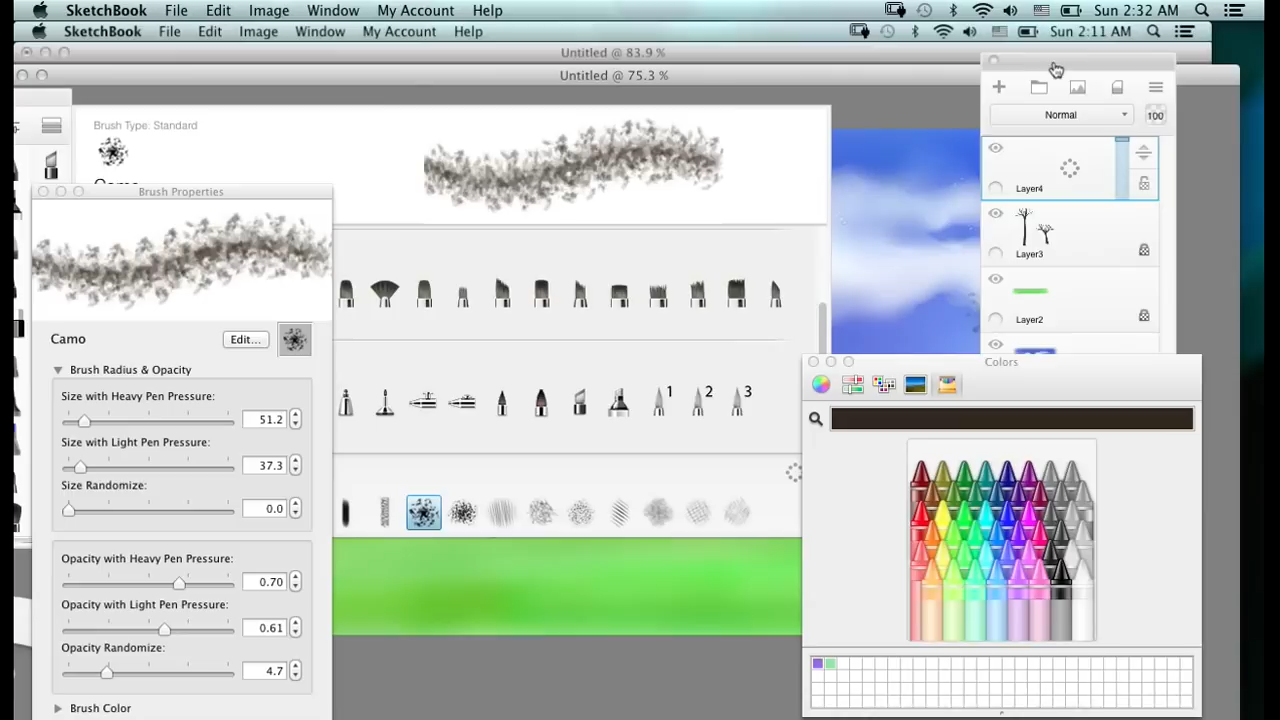 SketchBook File Edit Image Window My Account Help Sun 2:32 AM
SketchBook File Edit Image Window My Account Help Sun 2:11 AM
Untitled @ 83.9 %
Untitled @ 75.3 %
Brush Type: Standard
Normal 100
Layer4
Layer3
Layer2
Brush Properties
Camo Edit...
Brush Radius & Opacity
Size with Heavy Pen Pressure:
51.2
Size with Light Pen Pressure:
37.3
Size Randomize:
0.0
Opacity with Heavy Pen Pressure:
0.70
Opacity with Light Pen Pressure:
0.61
Opacity Randomize:
4.7
Brush Color
1 2 3
Colors